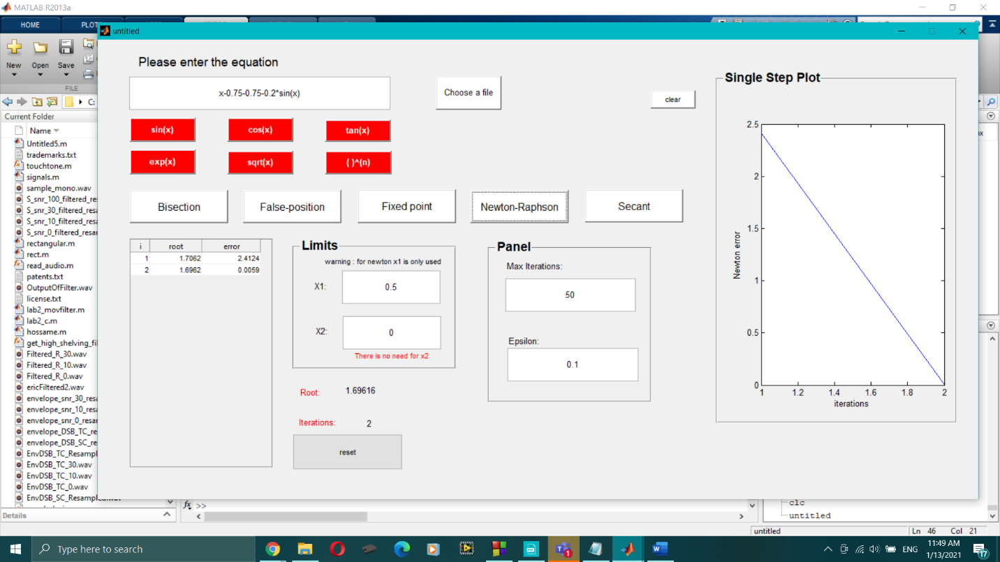 MATLAB R2013a
HOME
PLOT
untitled
New
Open
Save
FILE
C:
Current Folder
Name
Untitled5.m
trademarks.txt
touchtone.m
signals.m
sample_mono.wav
S_snr_100_filtered_re
S_snr_30_filtered_res
S_snr_10_filtered_res
S_snr_0_filtered_resar
rectangular.m
rect.m
read_audio.m
patents.txt
OutputOfFilter.wav
license.txt
lab2_movfilter.m
lab2_c.m
hossame.m
get_high_shelving_fil
Filtered_R_30.wav
Filtered_R_10.wav
Filtered_R_0.wav
ericFiltered2.wav
envelope_snr_30_resa
envelope_snr_10_resa
envelope_snr_0_resar
envelope_DSB_TC_re
envelope_DSB_SC_re
EnvDSB_TC_Resampl
EnvDSB_TC_30.wav
EnvDSB_TC_10.wav
EnvDSB_TC_0.wav
EnvDSB_SC_Resampled.wav
Details
Please enter the equation
x-0.75-0.75-0.2*sin(x)
Choose a file
clear
sin(x)
cos(x)
tan(x)
exp(x)
sqrt(x)
( )^(n)
Bisection
False-position
Fixed point
Newton-Raphson
Secant
i root error
1 1.7062 2.4124
2 1.6962 0.0059
Limits
warning : for newton x1 is only used
X1:
0.5
X2:
0
There is no need for x2
Root: 1.69616
Iterations: 2
reset
Panel
Max Iterations:
50
Epsilon:
0.1
Single Step Plot
2.5
2
1.5
1
0.5
0
Newton error
1 1.2 1.4 1.6 1.8 2
iterations
fx >>
clc
untitled
untitled
Ln 46 Col 21
Type here to search
1
ENG
11:49 AM
1/13/2021
17